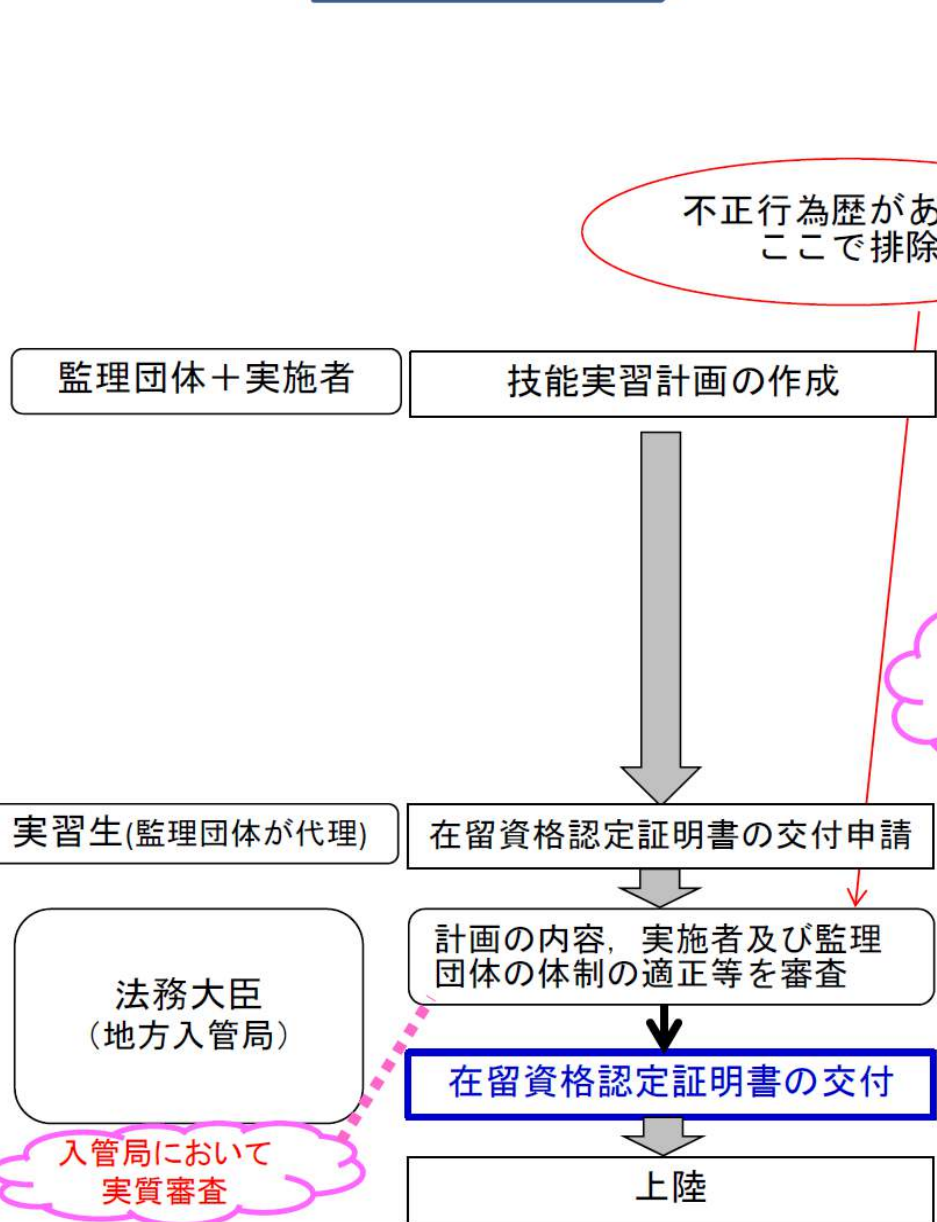 不正行為歴があ
ここで排除
監理団体＋実施者
技能実習計画の作成
実習生(監理団体が代理)
在留資格認定証明書の交付申請
計画の内容，実施者及び監理
団体の体制の適正等を審査
法務大臣
（地方入管局）
在留資格認定証明書の交付
入管局において
実質審査
上陸